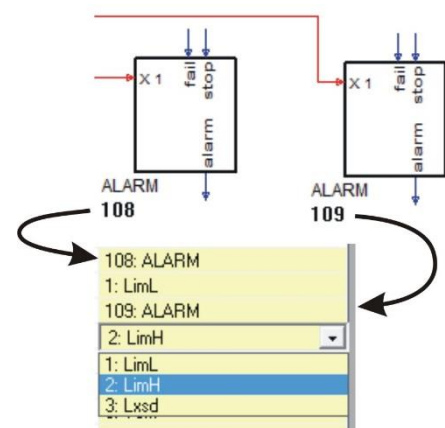 X 1
fail
stop
alarm
ALARM
108
X 1
fail
stop
alarm
ALARM
109
108: ALARM
1: LimL
109: ALARM
2: LimH
1: LimL
2: LimH
3: Lxsd